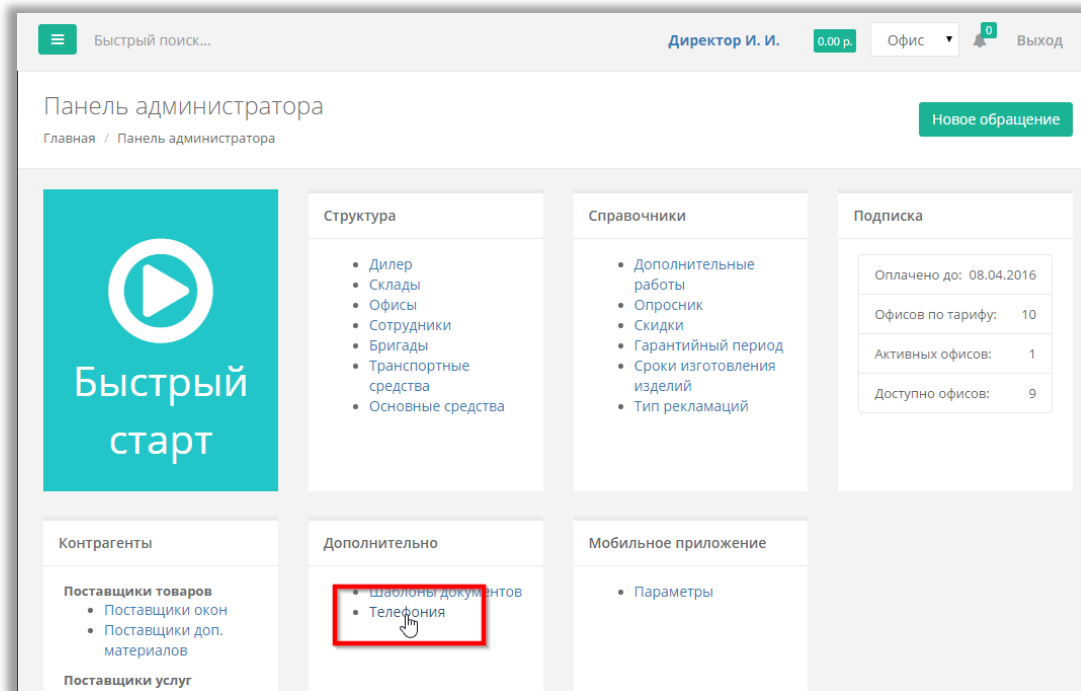 Быстрый поиск...
Директор И. И.
0.00 р.
Офис
0
Выход
Панель администратора
Главная / Панель администратора
Новое обращение
Быстрый
старт
Структура
Дилер
Склады
Офисы
Сотрудники
Бригады
Транспортные
средства
Основные средства
Справочники
Дополнительные
работы
Опросник
Скидки
Гарантийный период
Сроки изготовления
изделий
Тип рекламаций
Подписка
Оплачено до: 08.04.2016
Офисов по тарифу: 10
Активных офисов: 1
Доступно офисов: 9
Контрагенты
Поставщики товаров
Поставщики окон
Поставщики доп.
материалов
Поставщики услуг
Дополнительно
Шаблоны документов
Телефония
Мобильное приложение
Параметры